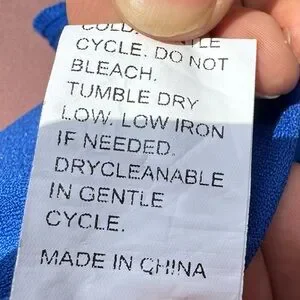 COLD. GENTLE
CYCLE. DO NOT
BLEACH.
TUMBLE DRY
LOW. LOW IRON
IF NEEDED.
DRYCLEANABLE
IN GENTLE
CYCLE.
MADE IN CHINA